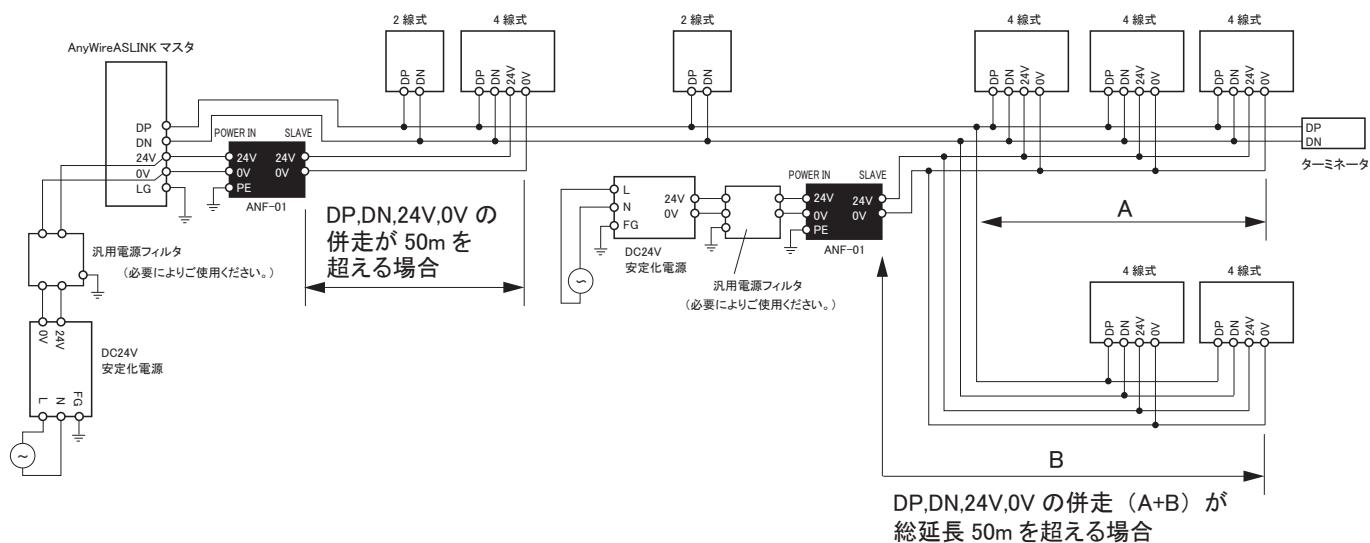 AnyWireASLINK マスタ
DP
DN
24V
0V
LG
POWER IN
SLAVE
24V
0V
PE
24V
0V
ANF-01
汎用電源フィルタ
（必要によりご使用ください。）
0V
24V
DC24V
安定化電源
L
N
FG
2 線式
DP
DN
4 線式
DP
DN
24V
0V
DP,DN,24V,0V の
併走が 50m を
超える場合
2 線式
DP
DN
L
N
FG
24V
0V
DC24V
安定化電源
汎用電源フィルタ
（必要によりご使用ください。）
POWER IN
SLAVE
24V
0V
PE
24V
0V
ANF-01
4 線式
DP
DN
24V
0V
4 線式
DP
DN
24V
0V
4 線式
DP
DN
24V
0V
DP
DN
ターミネータ
A
4 線式
DP
DN
24V
0V
4 線式
DP
DN
24V
0V
B
DP,DN,24V,0V の併走（A+B）が
総延長 50m を超える場合